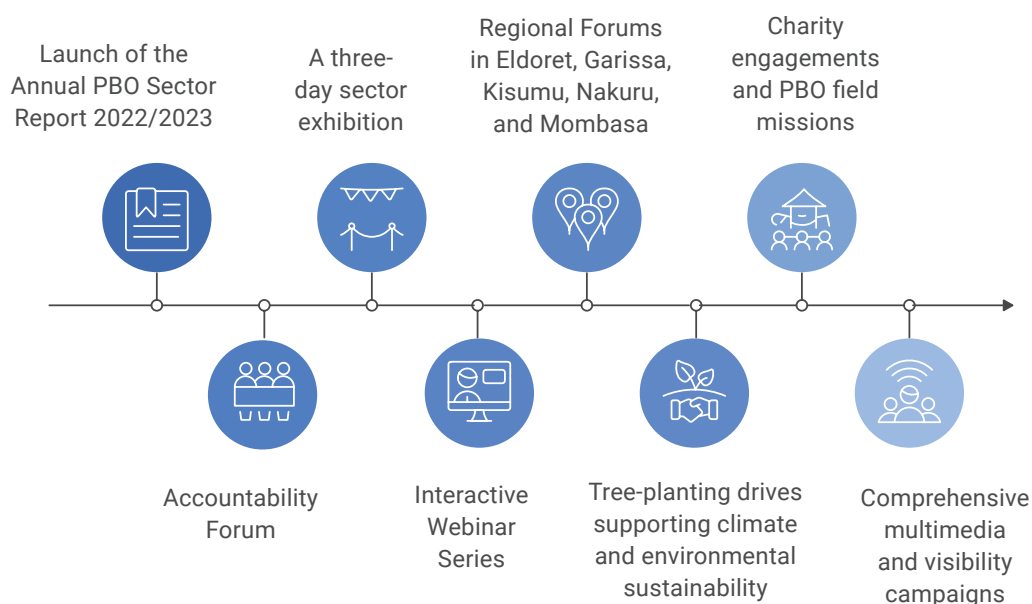 Launch of the
Annual PBO Sector
Report 2022/2023
A three-
day sector
exhibition
Regional Forums
in Eldoret, Garissa,
Kisumu, Nakuru,
and Mombasa
Charity
engagements
and PBO field
missions
Accountability
Forum
Interactive
Webinar
Series
Tree-planting drives
supporting climate
and environmental
sustainability
Comprehensive
multimedia
and visibility
campaigns